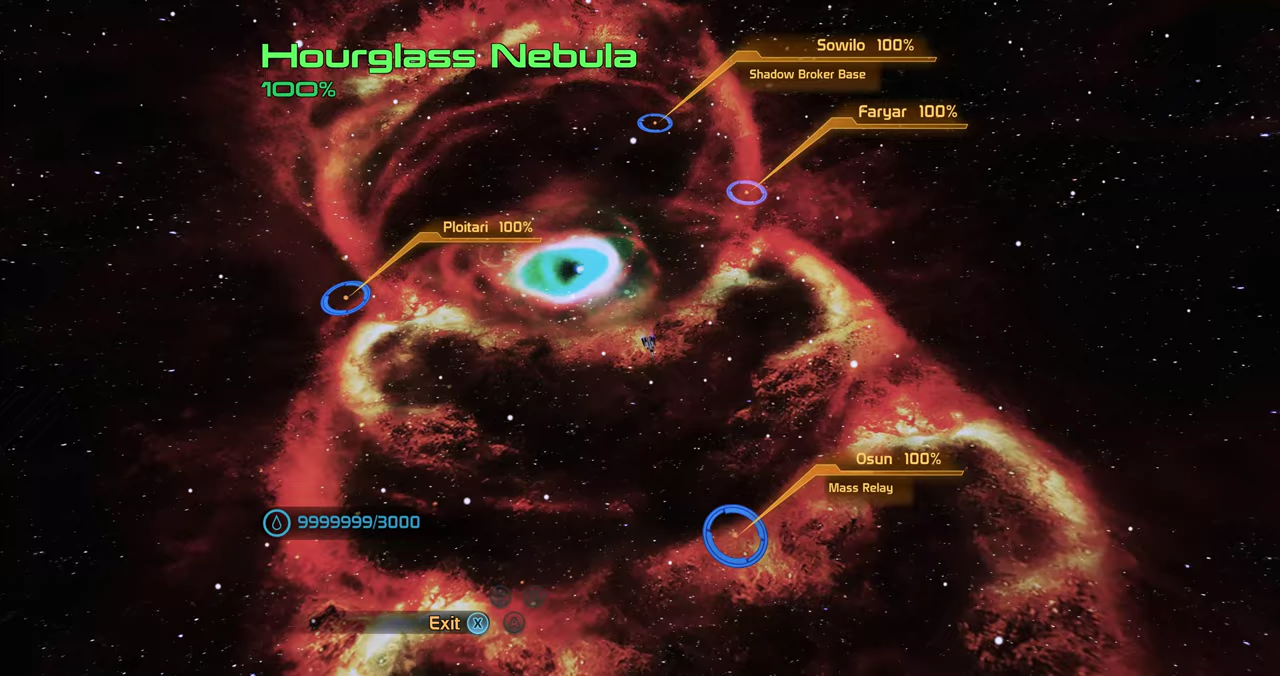 Hourglass Nebula
100%
Sowilo 100%
Shadow Broker Base
Faryar 100%
Ploitari 100%
Osun 100%
Mass Relay
9999999/3000
Exit X
A